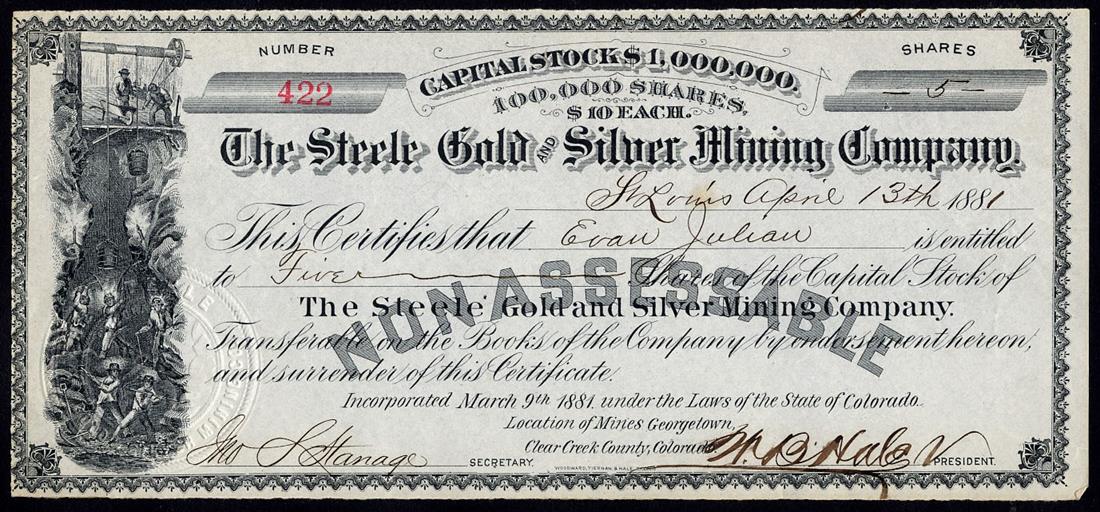 NUMBER
422
CAPITAL STOCK $1,000,000.
100,000 SHARES,
$10 EACH.
SHARES
5
The Steele Gold AND Silver Mining Company.
St Louis April 13th 1881
This Certifies that Evan Julian is entitled
to Five Shares of the Capital Stock of
The Steele Gold and Silver Mining Company.
NON ASSESSABLE
Transferable on the Books of the Company by endorsement hereon,
and surrender of this Certificate.
Incorporated March 9th 1881. under the Laws of the State of Colorado.
Location of Mines Georgetown,
Clear Creek County, Colorado.
SECRETARY.
W. B. Hale PRESIDENT.
WOODWARD, TIERNAN & HALE